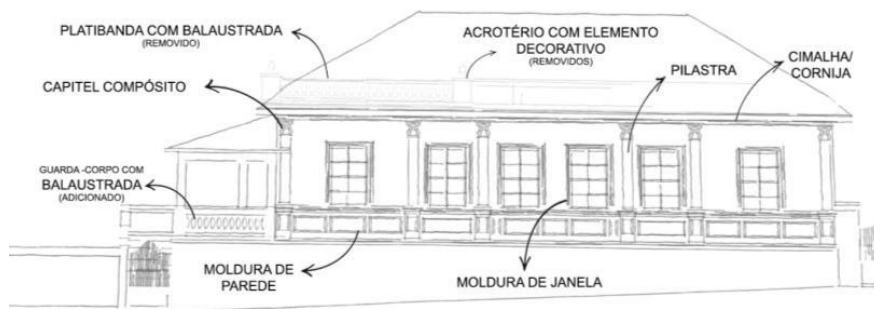 PLATIBANDA COM BALAUSTRADA
(REMOVIDO)
ACROTÉRIO COM ELEMENTO
DECORATIVO
(REMOVIDOS)
CIMALHA/
CORNIJA
PILASTRA
CAPITEL COMPÓSITO
GUARDA -CORPO COM
BALAUSTRADA
(ADICIONADO)
MOLDURA DE
PAREDE
MOLDURA DE JANELA